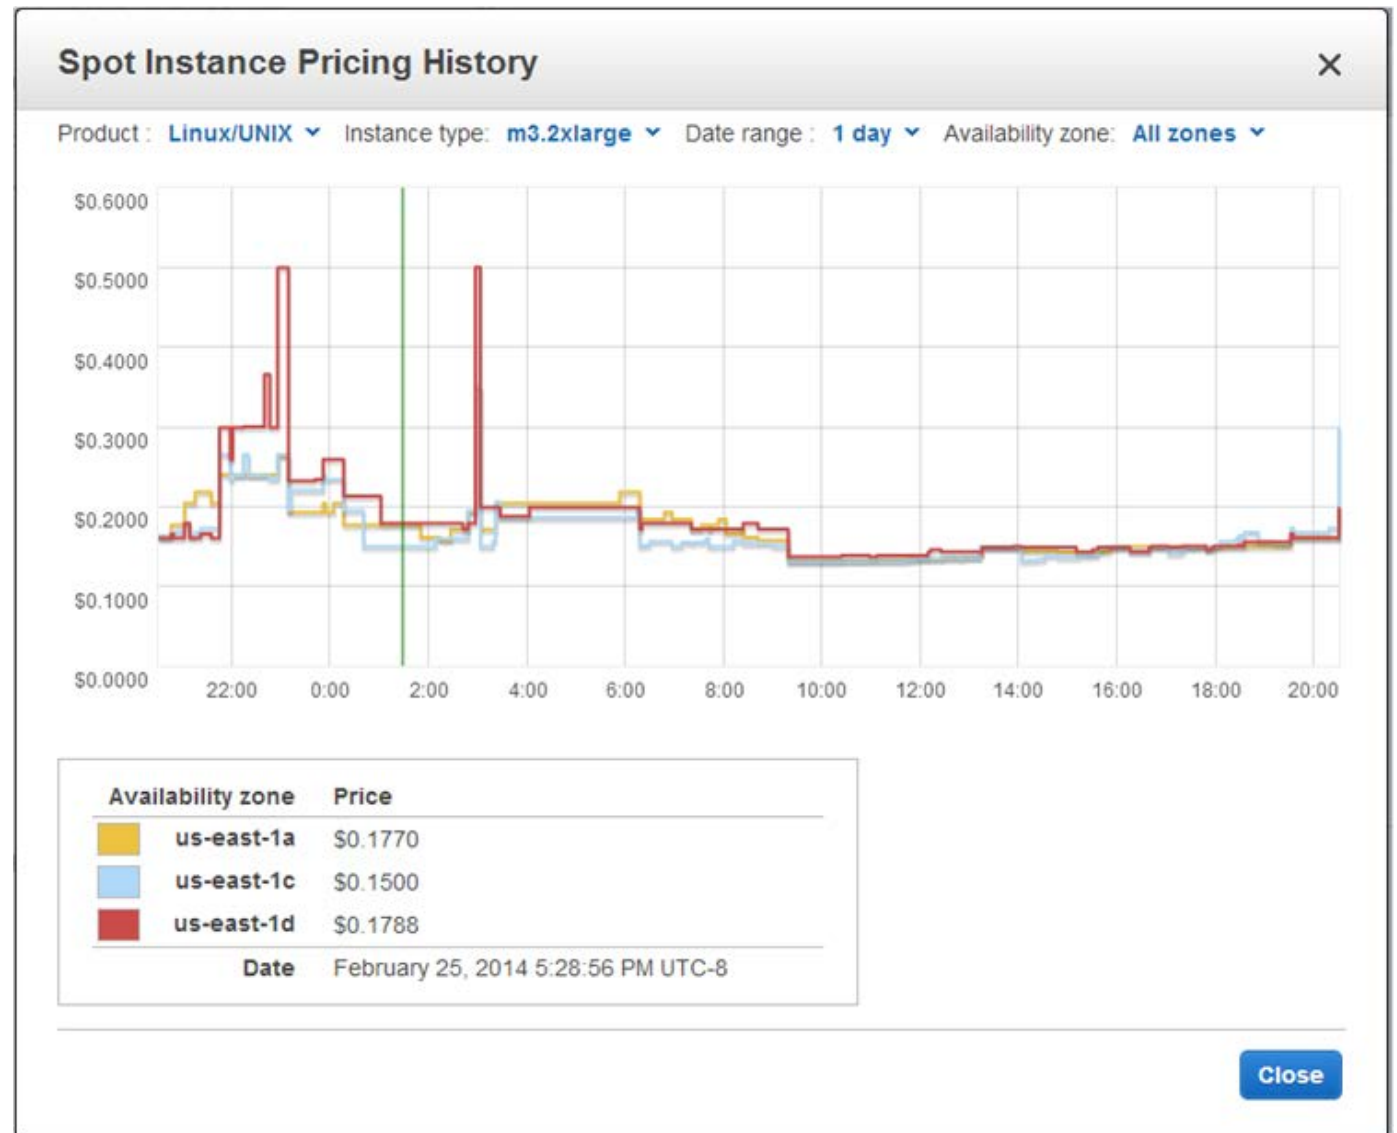 Spot Instance Pricing History ×
Product : Linux/UNIX Instance type: m3.2xlarge Date range : 1 day Availability zone: All zones
$0.6000
$0.5000
$0.4000
$0.3000
$0.2000
$0.1000
$0.0000
22:00 0:00 2:00 4:00 6:00 8:00 10:00 12:00 14:00 16:00 18:00 20:00
Availability zone Price
us-east-1a $0.1770
us-east-1c $0.1500
us-east-1d $0.1788
Date February 25, 2014 5:28:56 PM UTC-8
Close